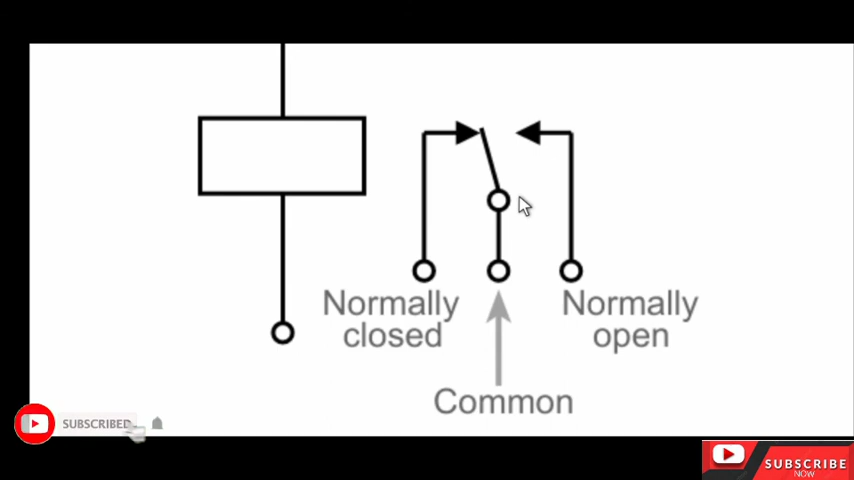 Normally
closed
Normally
open
Common
SUBSCRIBED
SUBSCRIBE
NOW